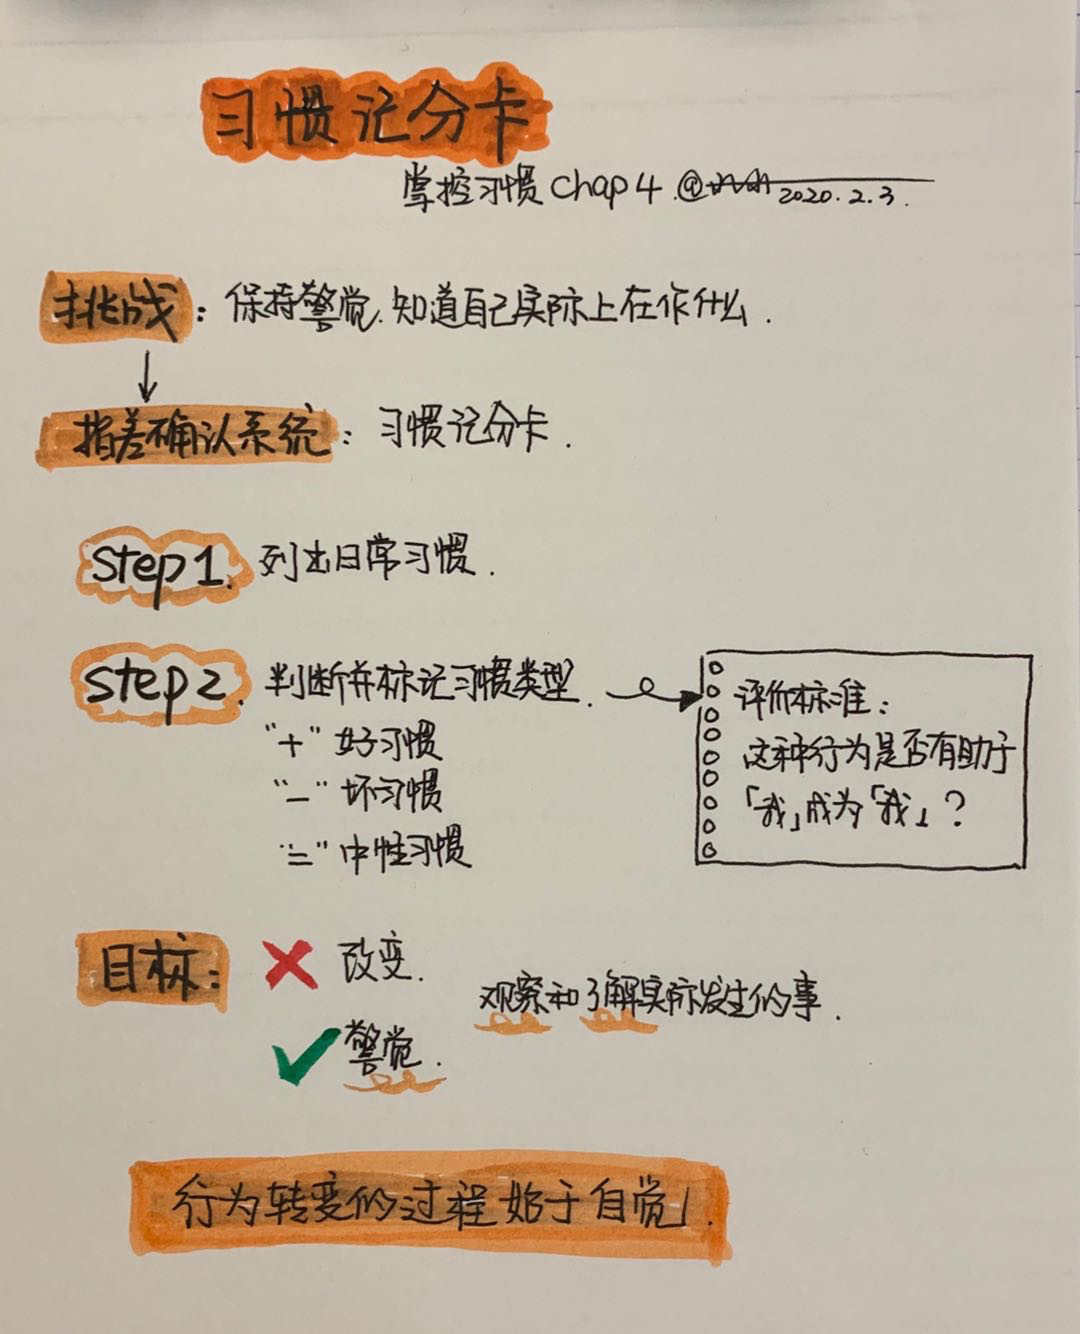 习惯记分卡
掌控习惯 Chap 4 @ 2020.2.3.
挑战：保持警觉.知道自己实际上在作什么.
指差确认系统：习惯记分卡.
Step1. 列出日常习惯.
Step2. 判断并标记习惯类型.
"+" 好习惯
"－" 坏习惯
"=" 中性习惯
评价标准：
这种行为是否有助于
「我」成为「我」？
目标： 改变.
观察和了解实际发生的事.
警觉.
行为转变的过程始于自觉」.